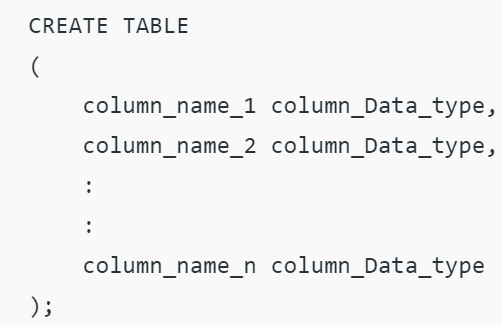 CREATE TABLE
(
    column_name_1 column_Data_type,
    column_name_2 column_Data_type,
    :
    :
    column_name_n column_Data_type
);